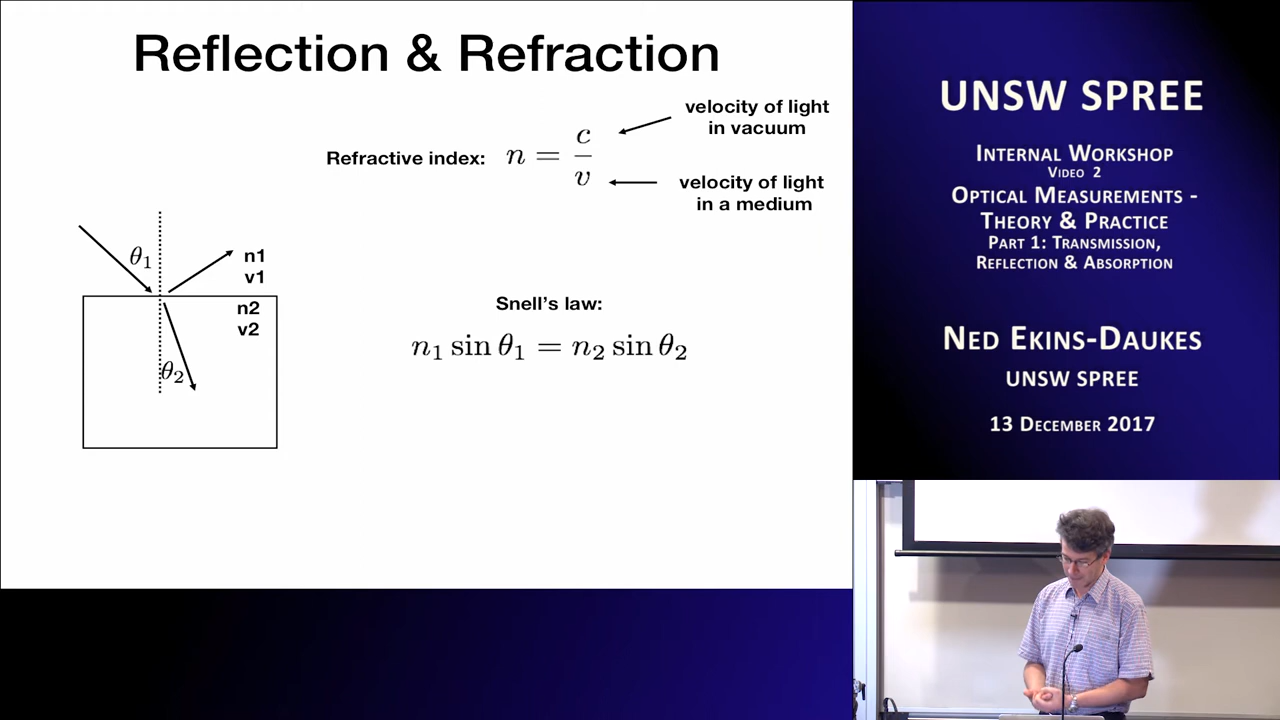 Reflection & Refraction
velocity of light
in vacuum
Refractive index: n = c/v
velocity of light
in a medium
θ1
n1
v1
n2
v2
θ2
Snell's law:
n1 sin θ1 = n2 sin θ2
UNSW SPREE
Internal Workshop
Video 2
Optical Measurements -
Theory & Practice
Part 1: Transmission,
Reflection & Absorption
Ned Ekins-Daukes
UNSW SPREE
13 December 2017